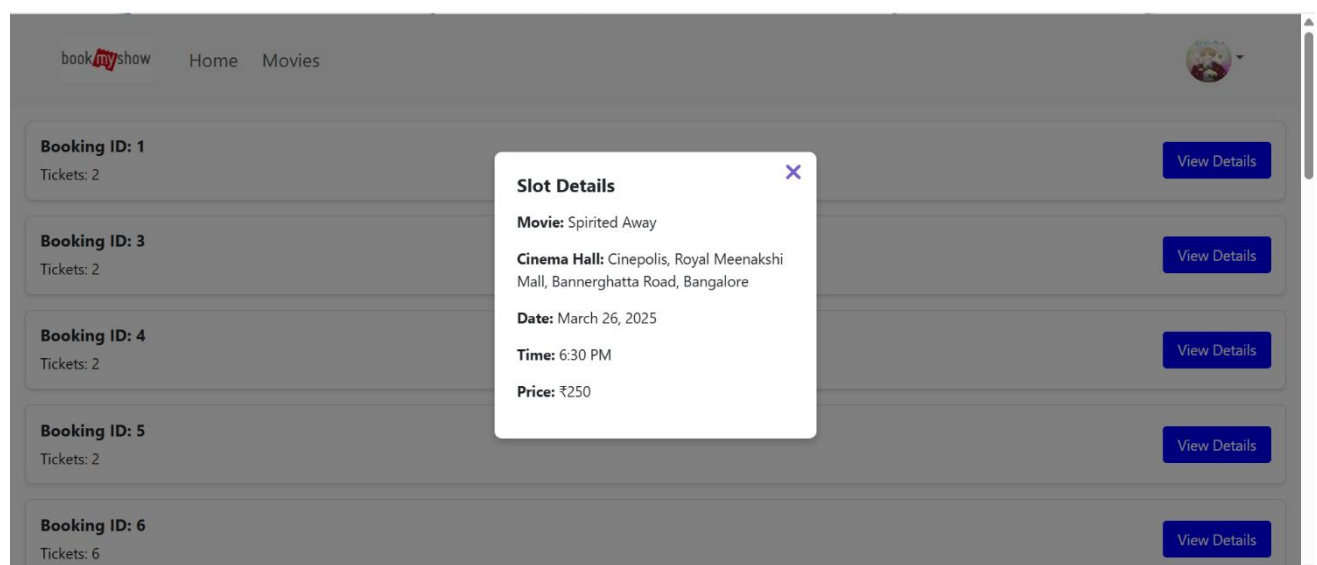 bookmyshow Home Movies
Booking ID: 1
Tickets: 2
View Details
Booking ID: 3
Tickets: 2
View Details
Booking ID: 4
Tickets: 2
View Details
Booking ID: 5
Tickets: 2
View Details
Booking ID: 6
Tickets: 6
View Details
Slot Details
Movie: Spirited Away
Cinema Hall: Cinepolis, Royal Meenakshi
Mall, Bannerghatta Road, Bangalore
Date: March 26, 2025
Time: 6:30 PM
Price: ₹250